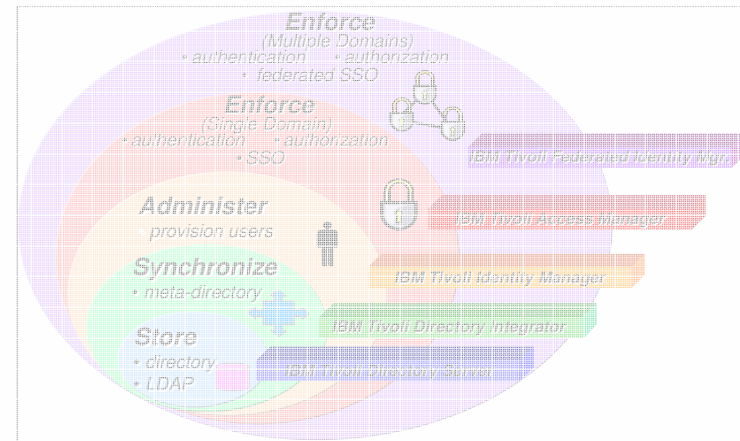 Enforce
(Multiple Domains)
• authentication • authorization
• federated SSO
Enforce
(Single Domain)
• authentication • authorization
• SSO
IBM Tivoli Federated Identity Mgr.
Administer
• provision users
IBM Tivoli Access Manager
Synchronize
• meta-directory
IBM Tivoli Identity Manager
Store
• directory
• LDAP
IBM Tivoli Directory Integrator
IBM Tivoli Directory Server